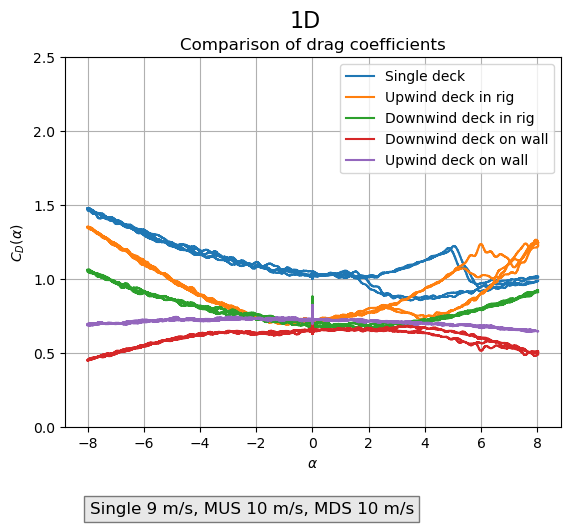 1D
Comparison of drag coefficients
2.5
2.0
1.5
1.0
0.5
0.0
C_D(α)
Single deck
Upwind deck in rig
Downwind deck in rig
Downwind deck on wall
Upwind deck on wall
−8 −6 −4 −2 0 2 4 6 8
α
Single 9 m/s, MUS 10 m/s, MDS 10 m/s